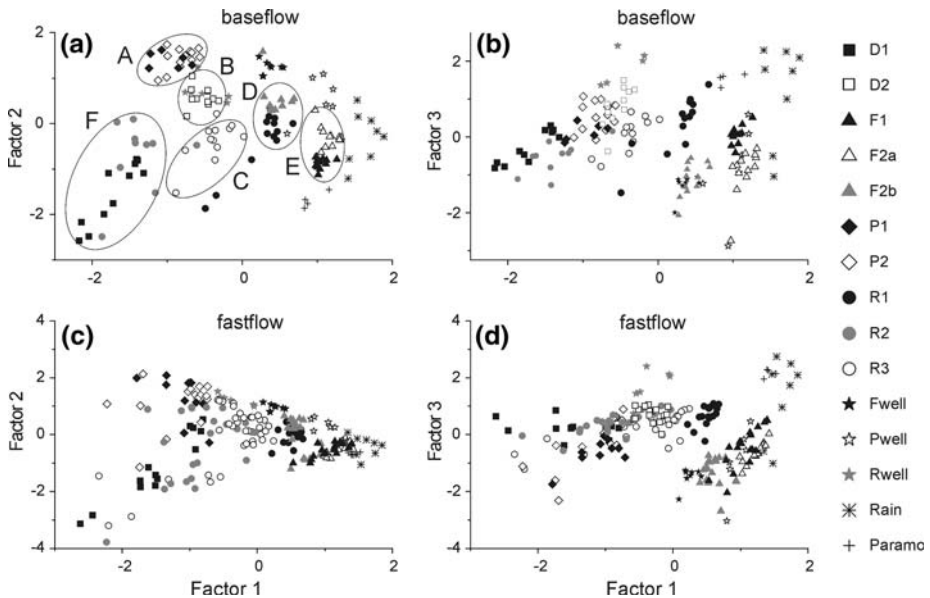 baseflow
baseflow
(a)
A
B
D
F
C
E
2
0
-2
Factor 2
-2
0
2
(b)
2
0
-2
Factor 3
-2
0
2
fastflow
fastflow
(c)
4
2
0
-2
-4
Factor 2
-2
0
2
Factor 1
(d)
4
2
0
-2
-4
Factor 3
-2
0
2
Factor 1
D1
D2
F1
F2a
F2b
P1
P2
R1
R2
R3
Fwell
Pwell
Rwell
Rain
Paramo